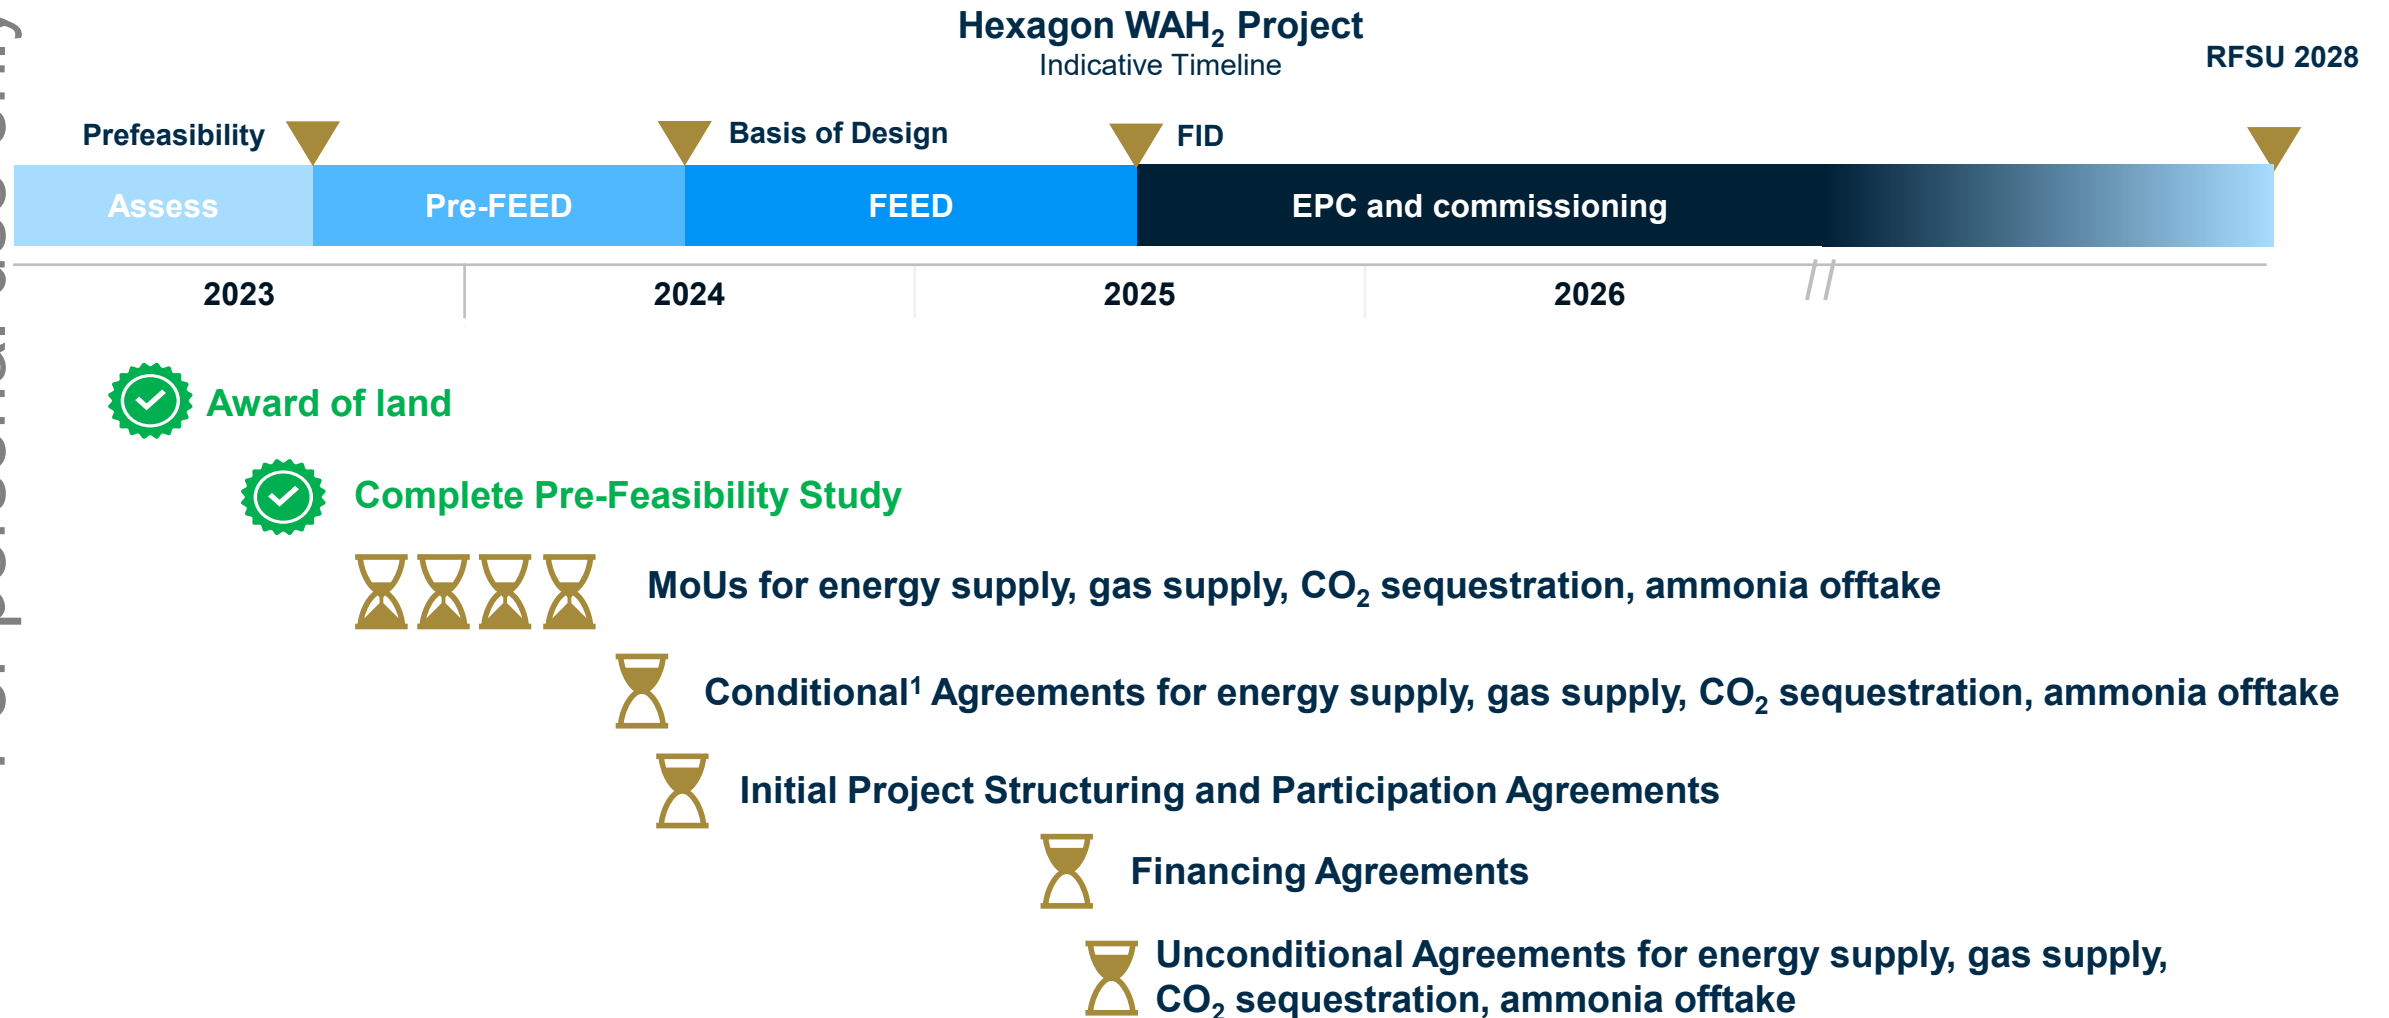 Hexagon WAH₂ Project
Indicative Timeline
RFSU 2028
Prefeasibility
Basis of Design
FID
Assess
Pre-FEED
FEED
EPC and commissioning
2023
2024
2025
2026
Award of land
Complete Pre-Feasibility Study
MoUs for energy supply, gas supply, CO₂ sequestration, ammonia offtake
Conditional¹ Agreements for energy supply, gas supply, CO₂ sequestration, ammonia offtake
Initial Project Structuring and Participation Agreements
Financing Agreements
Unconditional Agreements for energy supply, gas supply,
CO₂ sequestration, ammonia offtake